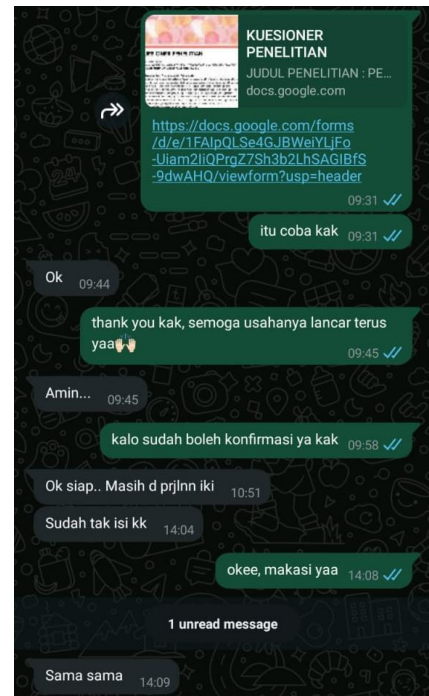 KUESIONER
PENELITIAN
JUDUL PENELITIAN : PE...
docs.google.com
https://docs.google.com/forms
/d/e/1FAIpQLSe4GJBWeiYLjFo
-Uiam2IiQPrgZ7Sh3b2LhSAGIBfS
-9dwAHQ/viewform?usp=header
09:31
itu coba kak 09:31
Ok 09:44
thank you kak, semoga usahanya lancar terus
yaa🙌🏻
09:45
Amin... 09:45
kalo sudah boleh konfirmasi ya kak 09:58
Ok siap.. Masih d prjlnn iki 10:51
Sudah tak isi kk 14:04
okee, makasi yaa 14:08
1 unread message
Sama sama 14:09